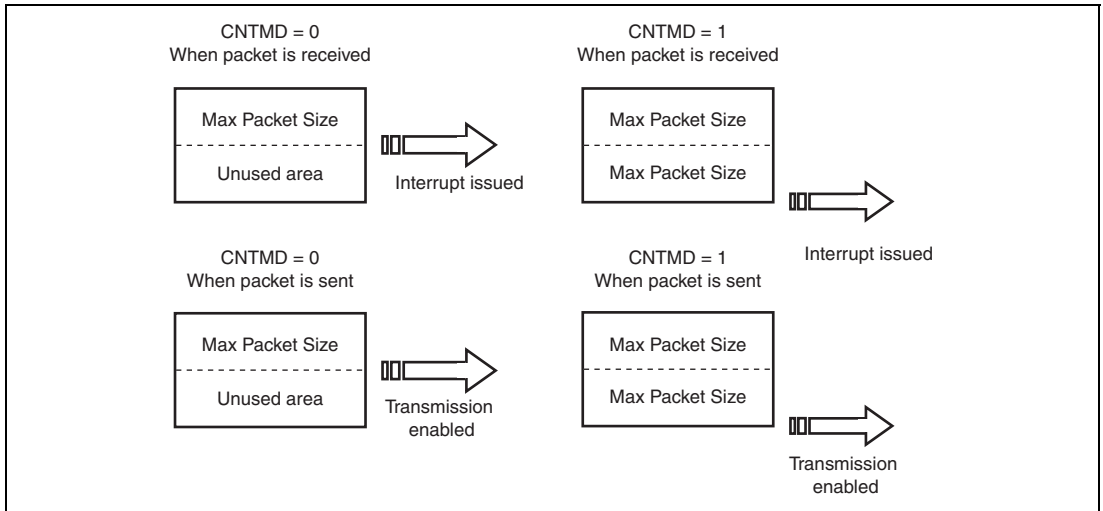 CNTMD = 0
When packet is received
Max Packet Size
Unused area
Interrupt issued
CNTMD = 1
When packet is received
Max Packet Size
Max Packet Size
Interrupt issued
CNTMD = 0
When packet is sent
Max Packet Size
Unused area
Transmission
enabled
CNTMD = 1
When packet is sent
Max Packet Size
Max Packet Size
Transmission
enabled